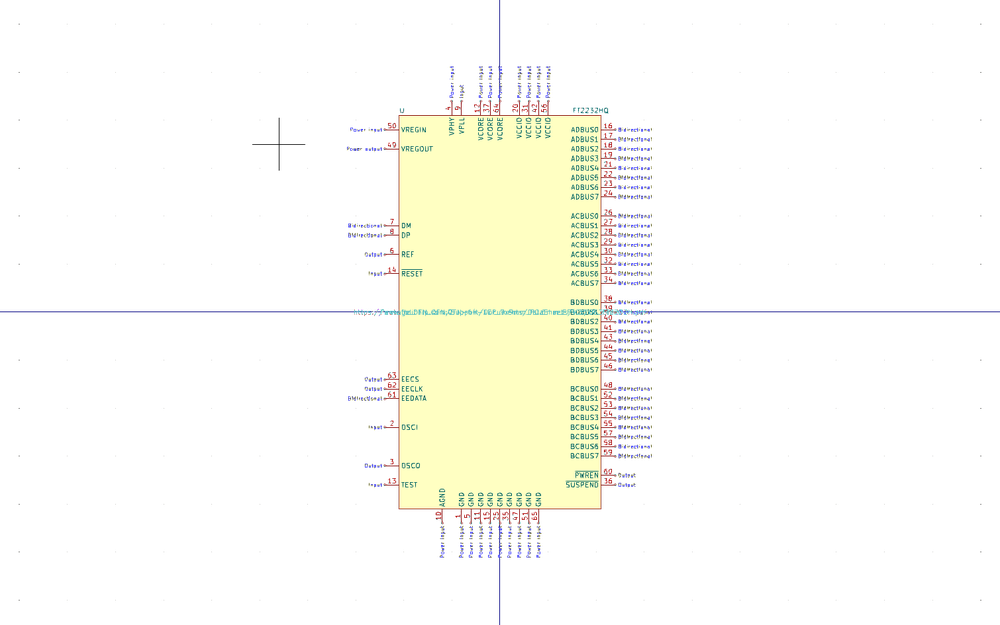 U FT2232HQ
Power input Input Power input Power input Power input Power input Power input Power input Power input
4 9 12 37 64 20 31 42 56
VPHY VPLL VCORE VCORE VCORE VCCIO VCCIO VCCIO VCCIO
Power input 50 VREGIN ADBUS0 16 Bidirectional
ADBUS1 17 Bidirectional
Power output 49 VREGOUT ADBUS2 18 Bidirectional
ADBUS3 19 Bidirectional
ADBUS4 21 Bidirectional
ADBUS5 22 Bidirectional
ADBUS6 23 Bidirectional
ADBUS7 24 Bidirectional
ACBUS0 26 Bidirectional
Bidirectional 7 DM ACBUS1 27 Bidirectional
Bidirectional 8 DP ACBUS2 28 Bidirectional
ACBUS3 29 Bidirectional
Output 6 REF ACBUS4 30 Bidirectional
ACBUS5 32 Bidirectional
Input 14 RESET ACBUS6 33 Bidirectional
ACBUS7 34 Bidirectional
BDBUS0 38 Bidirectional
BDBUS1 39
BDBUS2 40 Bidirectional
BDBUS3 41 Bidirectional
BDBUS4 43 Bidirectional
BDBUS5 44 Bidirectional
BDBUS6 45 Bidirectional
BDBUS7 46 Bidirectional
Output 63 EECS
Output 62 EECLK BCBUS0 48 Bidirectional
Bidirectional 61 EEDATA BCBUS1 52 Bidirectional
BCBUS2 53 Bidirectional
BCBUS3 54 Bidirectional
Input 2 OSCI BCBUS4 55 Bidirectional
BCBUS5 57 Bidirectional
BCBUS6 58 Bidirectional
BCBUS7 59 Bidirectional
Output 3 OSCO
PWREN 60 Output
Input 13 TEST SUSPEND 36 Output
AGND GND GND GND GND GND GND GND GND GND
10 1 5 11 15 25 35 47 51 65
Power input Power input Power input Power input Power input Power input Power input Power input Power input Power input